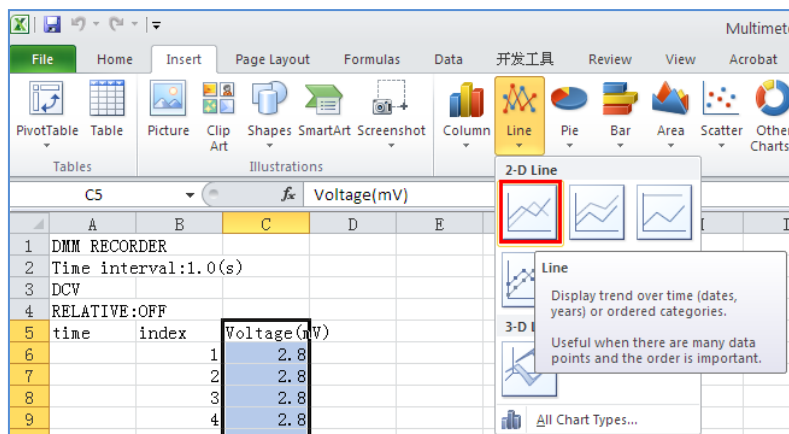 Multimete
File Home Insert Page Layout Formulas Data 开发工具 Review View Acrobat
PivotTable Table Picture Clip Art Shapes SmartArt Screenshot Column Line Pie Bar Area Scatter Other Charts
Tables Illustrations
2-D Line
C5 fx Voltage(mV)
A B C D E I
1 DMM RECORDER
2 Time interval:1.0(s)
3 DCV
4 RELATIVE:OFF
5 time index Voltage(mV)
6 1 2.8
7 2 2.8
8 3 2.8
9 4 2.8
Line
Display trend over time (dates,
years) or ordered categories.
Useful when there are many data
points and the order is important.
3-D
All Chart Types...